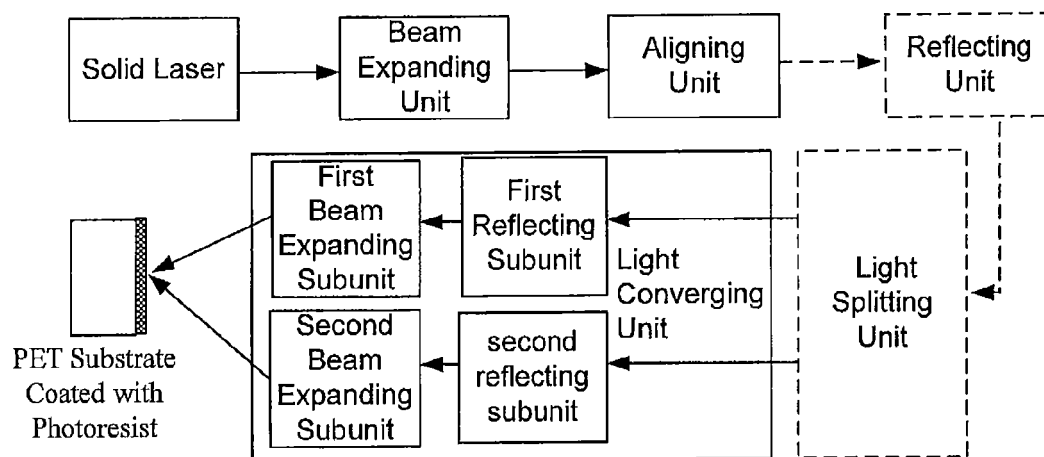 Solid Laser
Beam
Expanding
Unit
Aligning
Unit
Reflecting
Unit
First
Beam
Expanding
Subunit
First
Reflecting
Subunit
Light
Converging
Unit
Light
Splitting
Unit
Second
Beam
Expanding
Subunit
second
reflecting
subunit
PET Substrate
Coated with
Photoresist